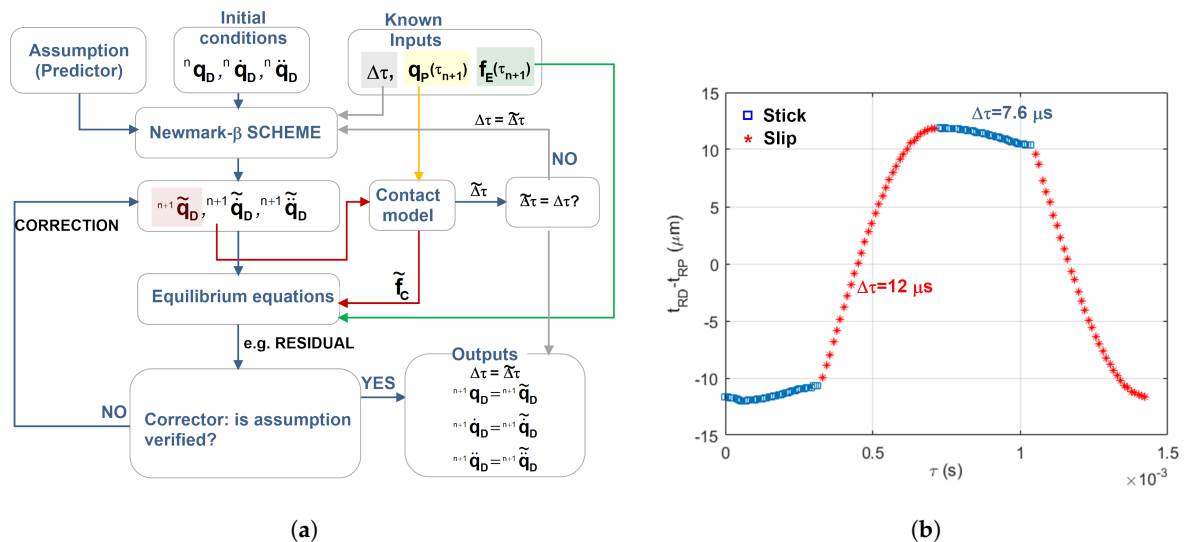 Assumption
(Predictor)
Initial
conditions
ⁿq_D, ⁿq̇_D, ⁿq̈_D
Known
Inputs
Δτ, q_P(τ_{n+1}) f_E(τ_{n+1})
Newmark-β SCHEME
Δτ = Δ̃τ
NO
ⁿ⁺¹q̃_D, ⁿ⁺¹q̇̃_D, ⁿ⁺¹q̈̃_D
Contact
model
Δ̃τ
Δ̃τ = Δτ?
CORRECTION
Equilibrium equations
f̃_C
e.g. RESIDUAL
NO
Corrector: is assumption
verified?
YES
Outputs
Δτ = Δ̃τ
ⁿ⁺¹q_D = ⁿ⁺¹q̃_D
ⁿ⁺¹q̇_D = ⁿ⁺¹q̇̃_D
ⁿ⁺¹q̈_D = ⁿ⁺¹q̈̃_D
(a)
15
10
5
0
-5
-10
-15
t_RD-t_RP (μm)
Stick
Slip
Δτ=7.6 μs
Δτ=12 μs
0
0.5
1
1.5
τ (s)
×10⁻³
(b)